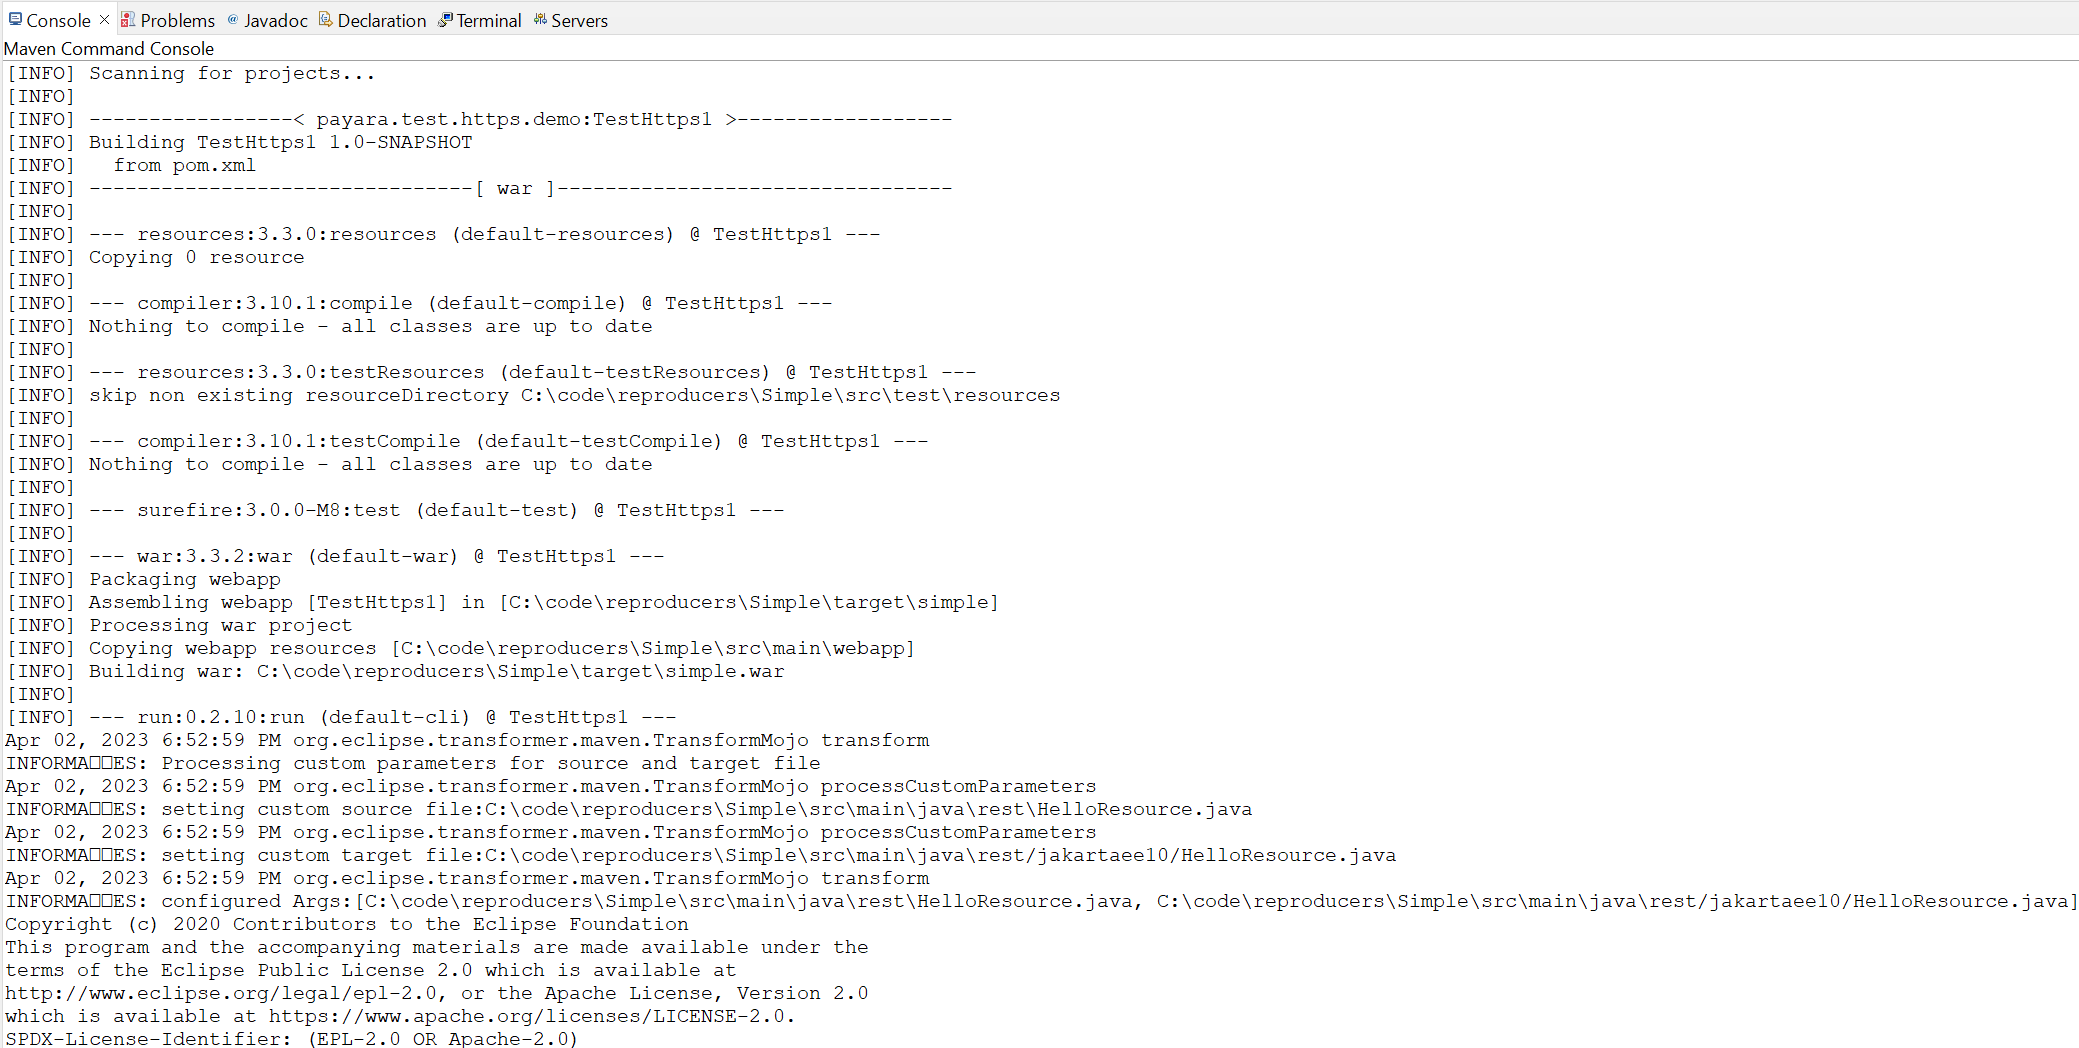 Console × Problems @ Javadoc Declaration Terminal Servers
Maven Command Console
[INFO] Scanning for projects...
[INFO]
[INFO] -----------------< payara.test.https.demo:TestHttps1 >------------------
[INFO] Building TestHttps1 1.0-SNAPSHOT
[INFO]   from pom.xml
[INFO] --------------------------------[ war ]---------------------------------
[INFO]
[INFO] --- resources:3.3.0:resources (default-resources) @ TestHttps1 ---
[INFO] Copying 0 resource
[INFO]
[INFO] --- compiler:3.10.1:compile (default-compile) @ TestHttps1 ---
[INFO] Nothing to compile - all classes are up to date
[INFO]
[INFO] --- resources:3.3.0:testResources (default-testResources) @ TestHttps1 ---
[INFO] skip non existing resourceDirectory C:\code\reproducers\Simple\src\test\resources
[INFO]
[INFO] --- compiler:3.10.1:testCompile (default-testCompile) @ TestHttps1 ---
[INFO] Nothing to compile - all classes are up to date
[INFO]
[INFO] --- surefire:3.0.0-M8:test (default-test) @ TestHttps1 ---
[INFO]
[INFO] --- war:3.3.2:war (default-war) @ TestHttps1 ---
[INFO] Packaging webapp
[INFO] Assembling webapp [TestHttps1] in [C:\code\reproducers\Simple\target\simple]
[INFO] Processing war project
[INFO] Copying webapp resources [C:\code\reproducers\Simple\src\main\webapp]
[INFO] Building war: C:\code\reproducers\Simple\target\simple.war
[INFO]
[INFO] --- run:0.2.10:run (default-cli) @ TestHttps1 ---
Apr 02, 2023 6:52:59 PM org.eclipse.transformer.maven.TransformMojo transform
INFORMA□□ES: Processing custom parameters for source and target file
Apr 02, 2023 6:52:59 PM org.eclipse.transformer.maven.TransformMojo processCustomParameters
INFORMA□□ES: setting custom source file:C:\code\reproducers\Simple\src\main\java\rest\HelloResource.java
Apr 02, 2023 6:52:59 PM org.eclipse.transformer.maven.TransformMojo processCustomParameters
INFORMA□□ES: setting custom target file:C:\code\reproducers\Simple\src\main\java\rest/jakartaee10/HelloResource.java
Apr 02, 2023 6:52:59 PM org.eclipse.transformer.maven.TransformMojo transform
INFORMA□□ES: configured Args:[C:\code\reproducers\Simple\src\main\java\rest\HelloResource.java, C:\code\reproducers\Simple\src\main\java\rest/jakartaee10/HelloResource.java]
Copyright (c) 2020 Contributors to the Eclipse Foundation
This program and the accompanying materials are made available under the
terms of the Eclipse Public License 2.0 which is available at
http://www.eclipse.org/legal/epl-2.0, or the Apache License, Version 2.0
which is available at https://www.apache.org/licenses/LICENSE-2.0.
SPDX-License-Identifier: (EPL-2.0 OR Apache-2.0)